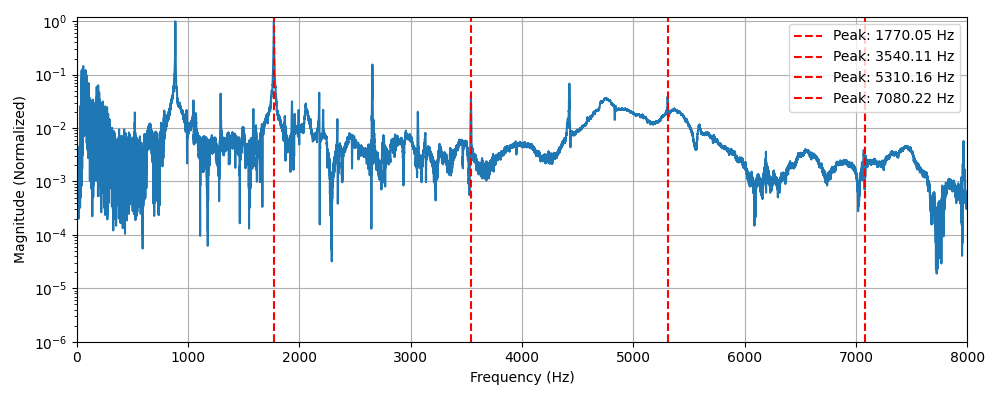 Magnitude (Normalized)
10⁰
10⁻¹
10⁻²
10⁻³
10⁻⁴
10⁻⁵
10⁻⁶
Peak: 1770.05 Hz
Peak: 3540.11 Hz
Peak: 5310.16 Hz
Peak: 7080.22 Hz
0 1000 2000 3000 4000 5000 6000 7000 8000
Frequency (Hz)